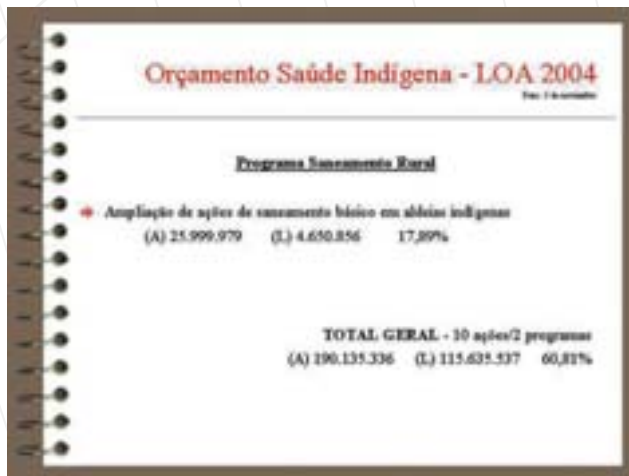 Orçamento Saúde Indígena - LOA 2004
Programa Saneamento Rural
Ampliação de ações de saneamento básico em aldeias indígenas
(A) 25.999.979 (L) 4.650.856 17,89%
TOTAL GERAL - 10 ações/2 programas
(A) 190.135.336 (L) 115.635.537 60,81%